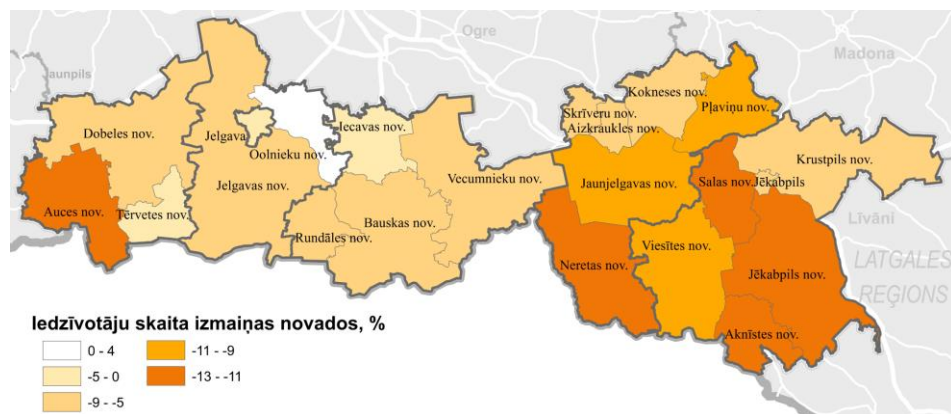 Ogre
Madona
aunpils
Kokneses nov.
Pļaviņu nov.
Skrīveru nov.
Aizkraukles nov.
Dobeles nov.
Jelgava
Iecavas nov.
Oolnieku nov.
Krustpils nov.
Vecumnieku nov.
Jelgavas nov.
Jaunjelgavas nov.
Salas nov.
Jēkabpils
Auces nov.
Tērvetes nov.
Bauskas nov.
Līvāni
Rundāles nov.
Viesītes nov.
Neretas nov.
Jēkabpils nov.
LATGALES
REĢIONS
Aknīstes nov.
Iedzīvotāju skaita izmaiņas novados, %
0 - 4
-11 - -9
-5 - 0
-13 - -11
-9 - -5